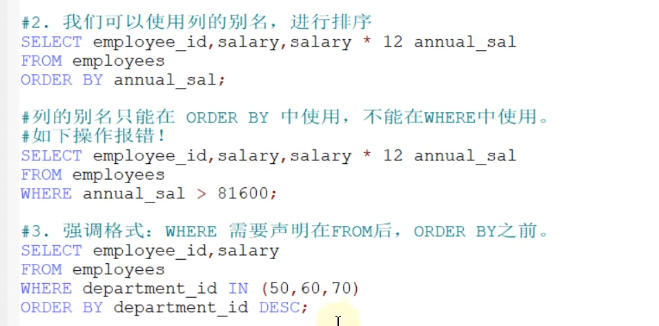 #2. 我们可以使用列的别名，进行排序
SELECT employee_id,salary,salary * 12 annual_sal
FROM employees
ORDER BY annual_sal;
#列的别名只能在 ORDER BY 中使用，不能在WHERE中使用。
#如下操作报错！
SELECT employee_id,salary,salary * 12 annual_sal
FROM employees
WHERE annual_sal > 81600;
#3. 强调格式：WHERE 需要声明在FROM后，ORDER BY之前。
SELECT employee_id,salary
FROM employees
WHERE department_id IN (50,60,70)
ORDER BY department_id DESC;